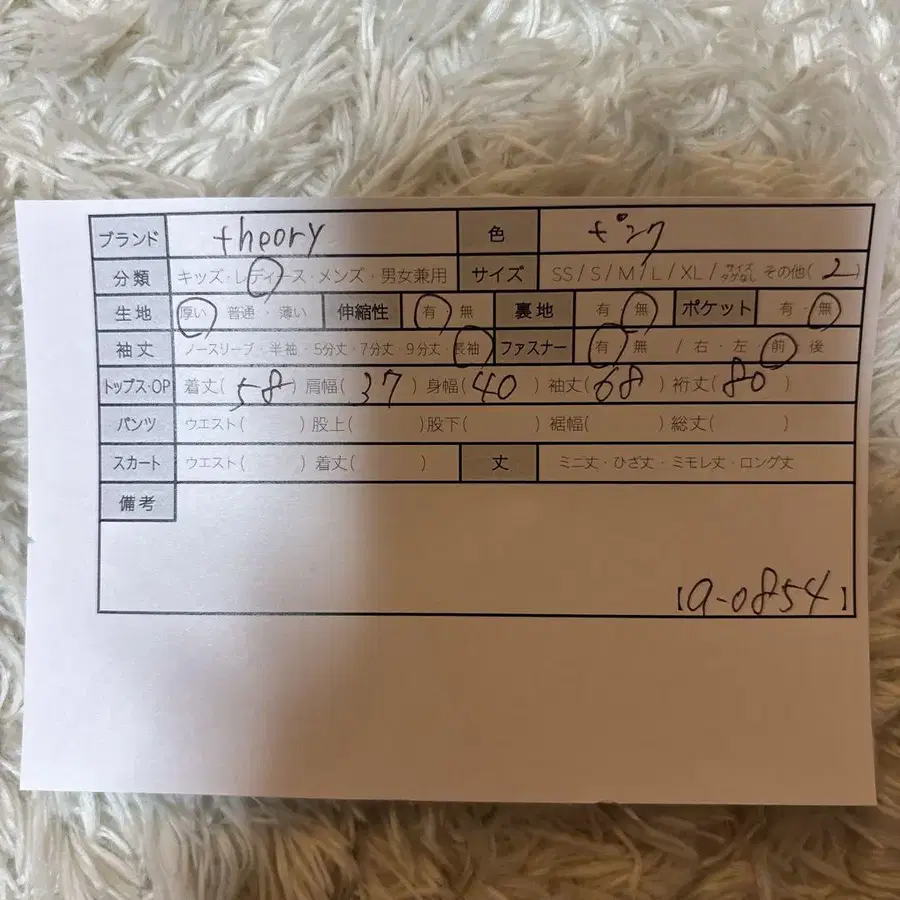 ブランド theory 色 ピンク
分類 キッズ・レディース・メンズ・男女兼用 サイズ SS / S / M / L / XL / サイズタグなし その他( 2 )
生地 厚い・普通・薄い 伸縮性 有・無 裏地 有・無 ポケット 有・無
袖丈 ノースリーブ・半袖・5分丈・7分丈・9分丈・長袖 ファスナー 有・無 / 右・左・前・後
トップス・OP 着丈( 58 ) 肩幅( 37 ) 身幅( 40 ) 袖丈( 68 ) 裄丈( 80 )
パンツ ウエスト( ) 股上( ) 股下( ) 裾幅( ) 総丈( )
スカート ウエスト( ) 着丈( ) 丈 ミニ丈・ひざ丈・ミモレ丈・ロング丈
備考
【a-0854】